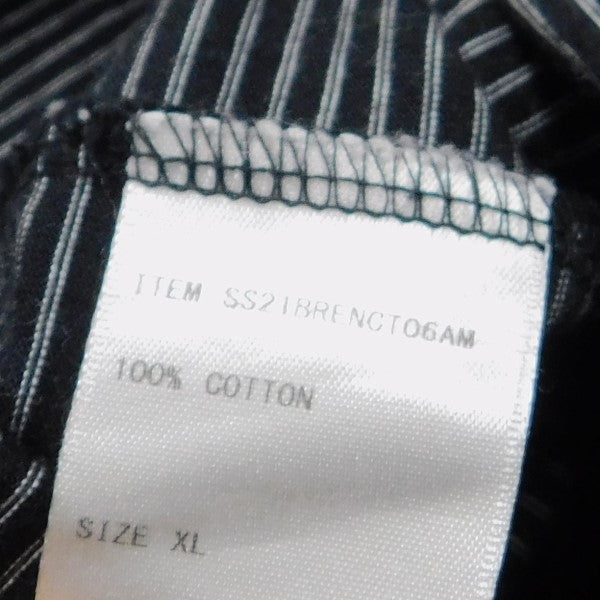 ITEM SS21BRENCT06AM
100% COTTON
SIZE XL